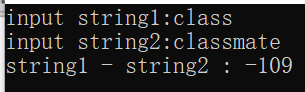 input string1:class
input string2:classmate
string1 - string2 : -109